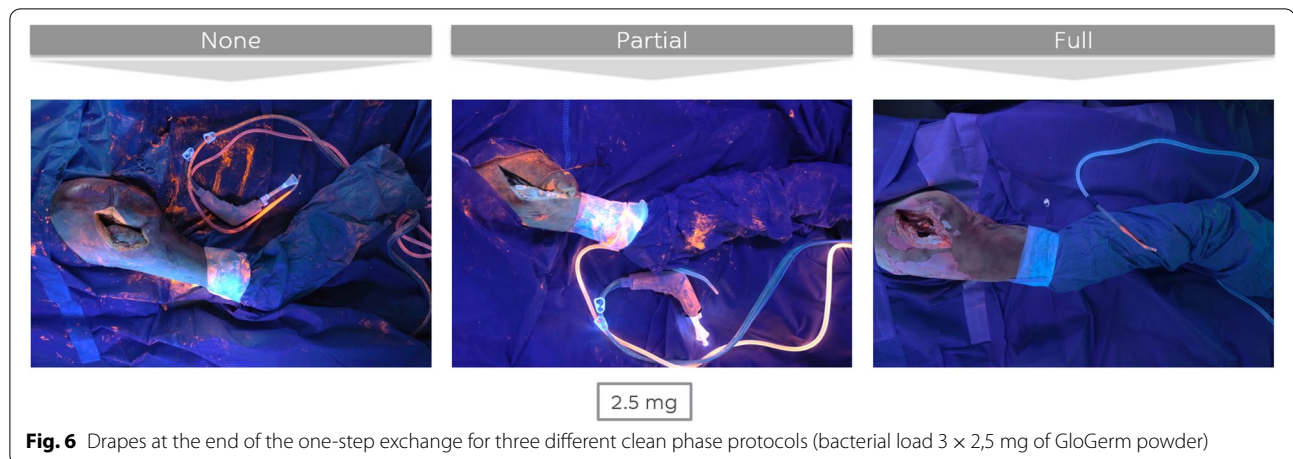 None
Partial
Full
2.5 mg
Fig. 6 Drapes at the end of the one-step exchange for three different clean phase protocols (bacterial load 3 × 2,5 mg of GloGerm powder)